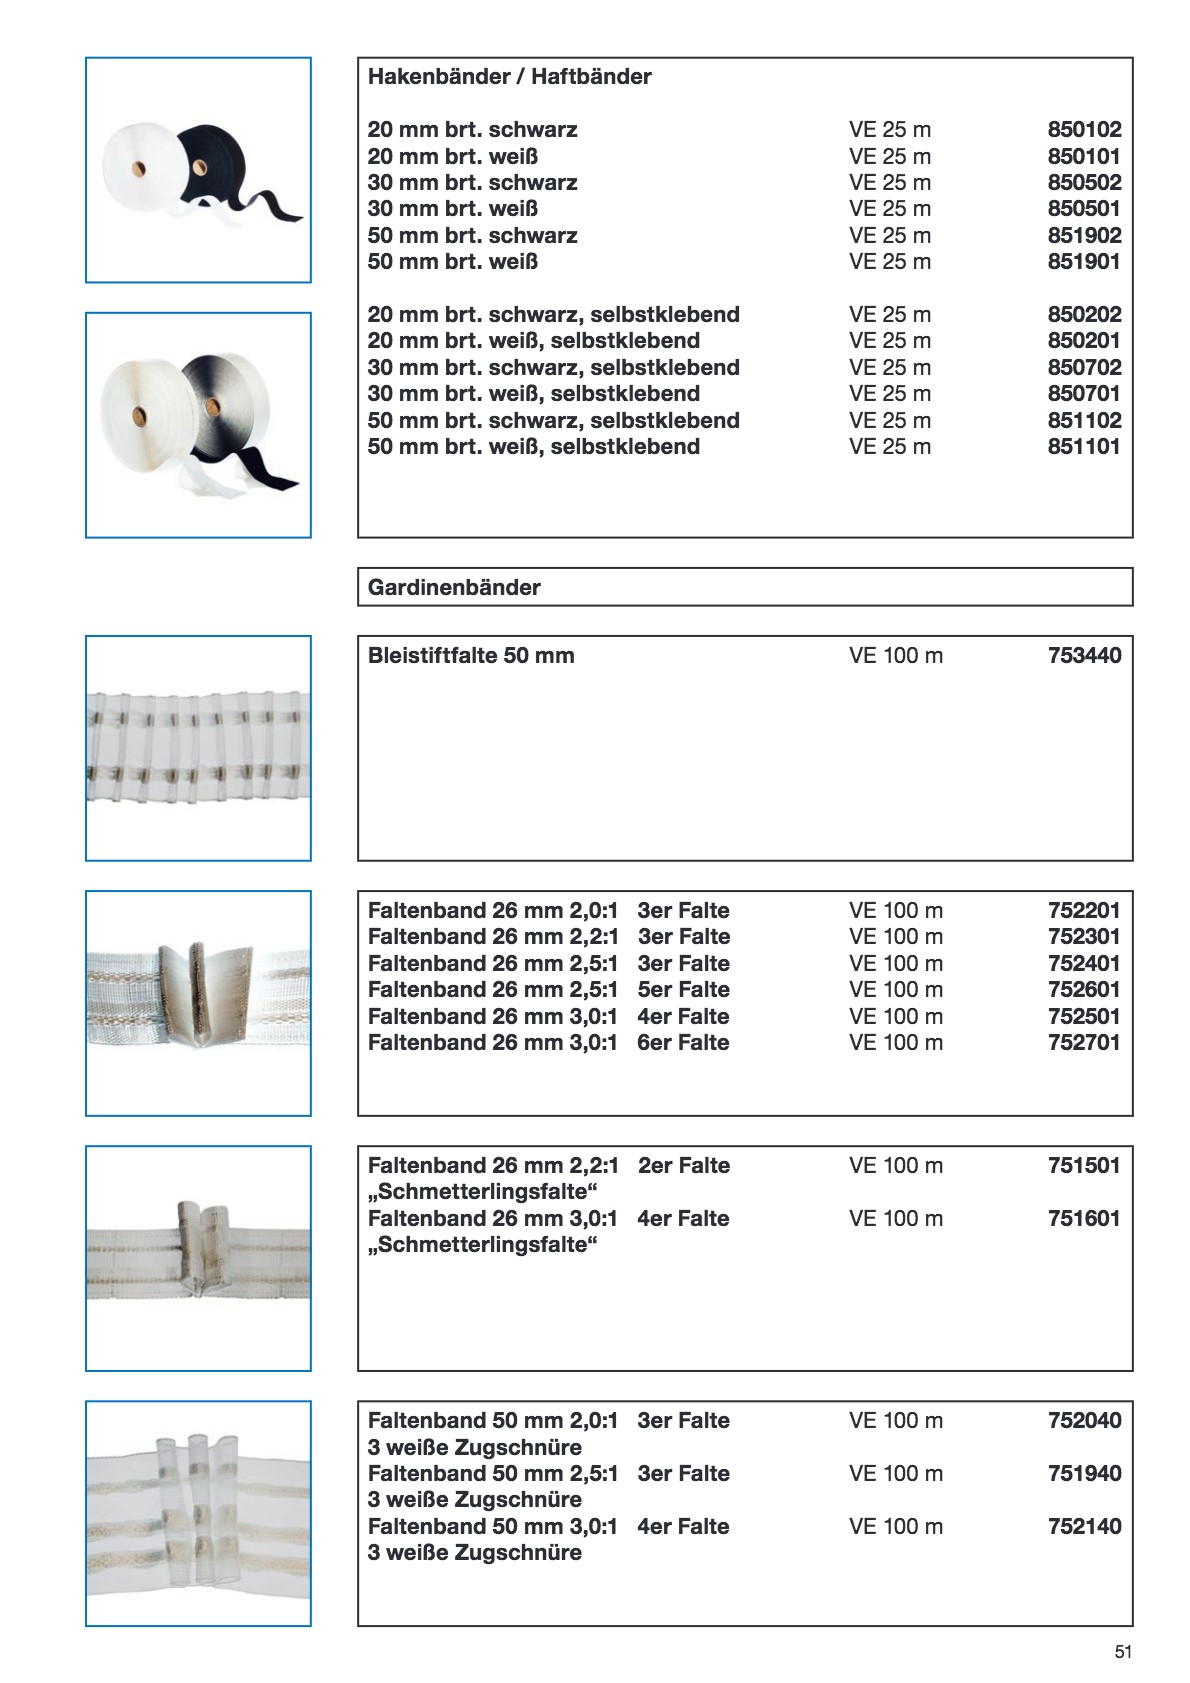 Hakenbänder / Haftbänder
20 mm brt. schwarz VE 25 m 850102
20 mm brt. weiß VE 25 m 850101
30 mm brt. schwarz VE 25 m 850502
30 mm brt. weiß VE 25 m 850501
50 mm brt. schwarz VE 25 m 851902
50 mm brt. weiß VE 25 m 851901
20 mm brt. schwarz, selbstklebend VE 25 m 850202
20 mm brt. weiß, selbstklebend VE 25 m 850201
30 mm brt. schwarz, selbstklebend VE 25 m 850702
30 mm brt. weiß, selbstklebend VE 25 m 850701
50 mm brt. schwarz, selbstklebend VE 25 m 851102
50 mm brt. weiß, selbstklebend VE 25 m 851101
Gardinenbänder
Bleistiftfalte 50 mm VE 100 m 753440
Faltenband 26 mm 2,0:1 3er Falte VE 100 m 752201
Faltenband 26 mm 2,2:1 3er Falte VE 100 m 752301
Faltenband 26 mm 2,5:1 3er Falte VE 100 m 752401
Faltenband 26 mm 2,5:1 5er Falte VE 100 m 752601
Faltenband 26 mm 3,0:1 4er Falte VE 100 m 752501
Faltenband 26 mm 3,0:1 6er Falte VE 100 m 752701
Faltenband 26 mm 2,2:1 2er Falte VE 100 m 751501
„Schmetterlingsfalte“
Faltenband 26 mm 3,0:1 4er Falte VE 100 m 751601
„Schmetterlingsfalte“
Faltenband 50 mm 2,0:1 3er Falte VE 100 m 752040
3 weiße Zugschnüre
Faltenband 50 mm 2,5:1 3er Falte VE 100 m 751940
3 weiße Zugschnüre
Faltenband 50 mm 3,0:1 4er Falte VE 100 m 752140
3 weiße Zugschnüre
51